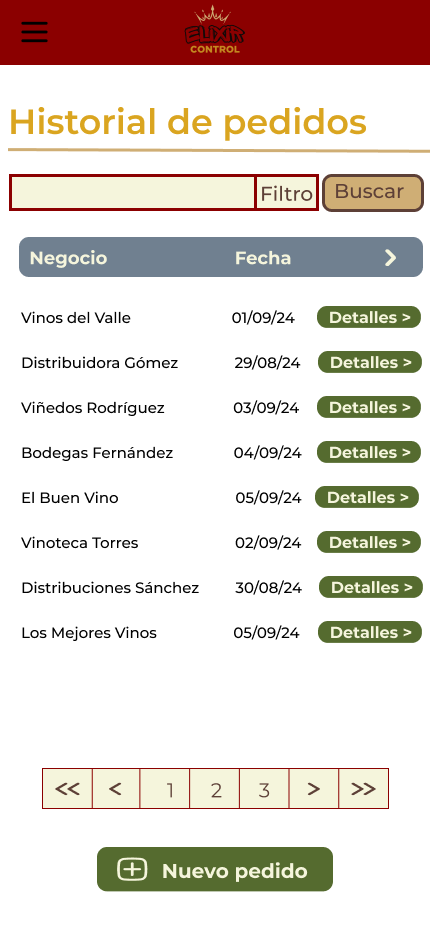 ELIXIR
CONTROL
Historial de pedidos
Filtro Buscar
Negocio Fecha >
Vinos del Valle 01/09/24 Detalles >
Distribuidora Gómez 29/08/24 Detalles >
Viñedos Rodríguez 03/09/24 Detalles >
Bodegas Fernández 04/09/24 Detalles >
El Buen Vino 05/09/24 Detalles >
Vinoteca Torres 02/09/24 Detalles >
Distribuciones Sánchez 30/08/24 Detalles >
Los Mejores Vinos 05/09/24 Detalles >
<< < 1 2 3 > >>
Nuevo pedido